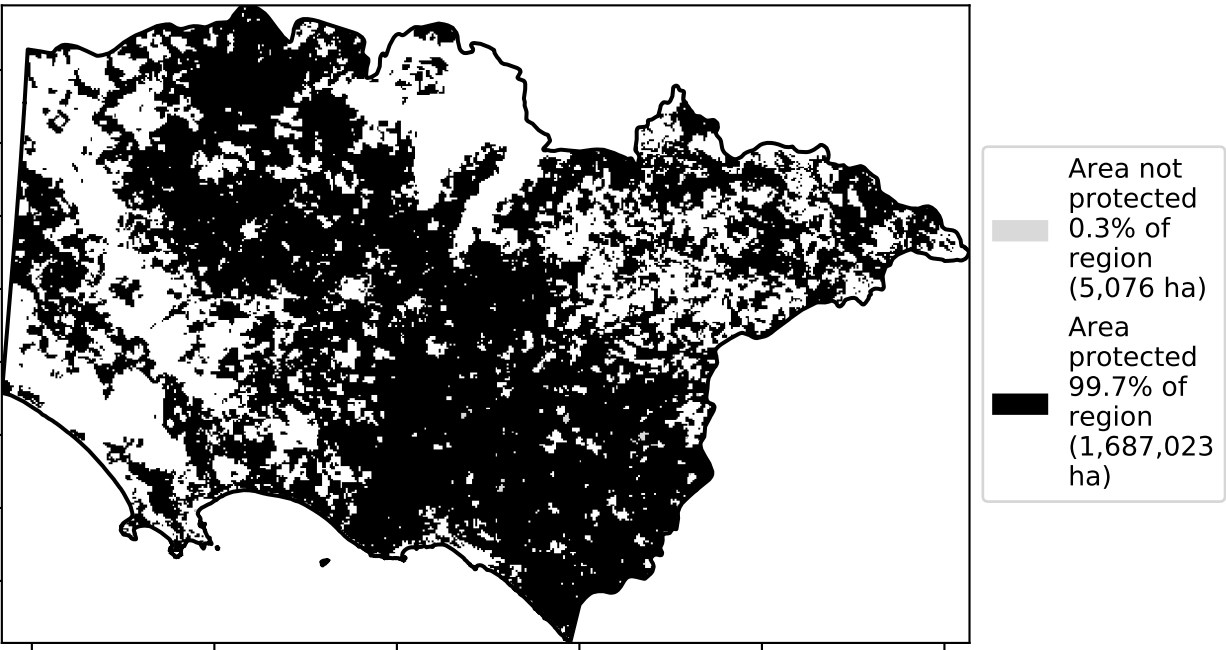 Area not
protected
0.3% of
region
(5,076 ha)
Area
protected
99.7% of
region
(1,687,023
ha)